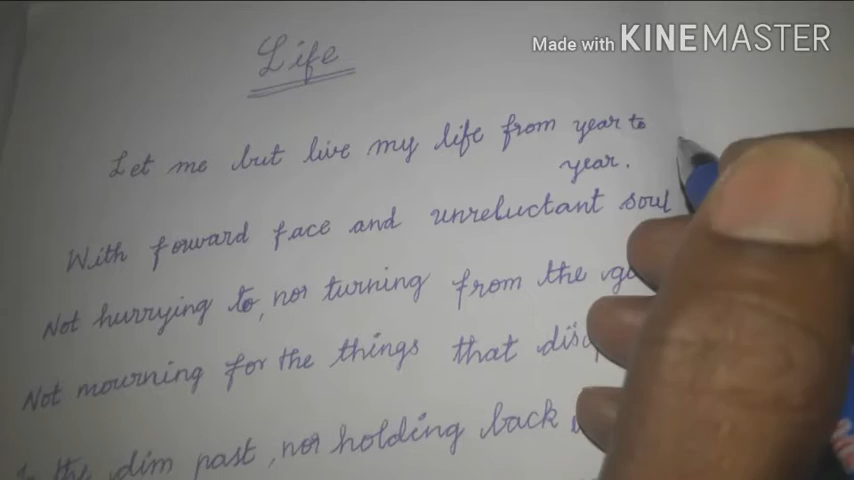 Made with KINEMASTER
Life
Let me but live my life from year to
year.
With forward face and unreluctant soul
Not hurrying to, nor turning from the
Not mourning for the things that
the dim past, nor holding back